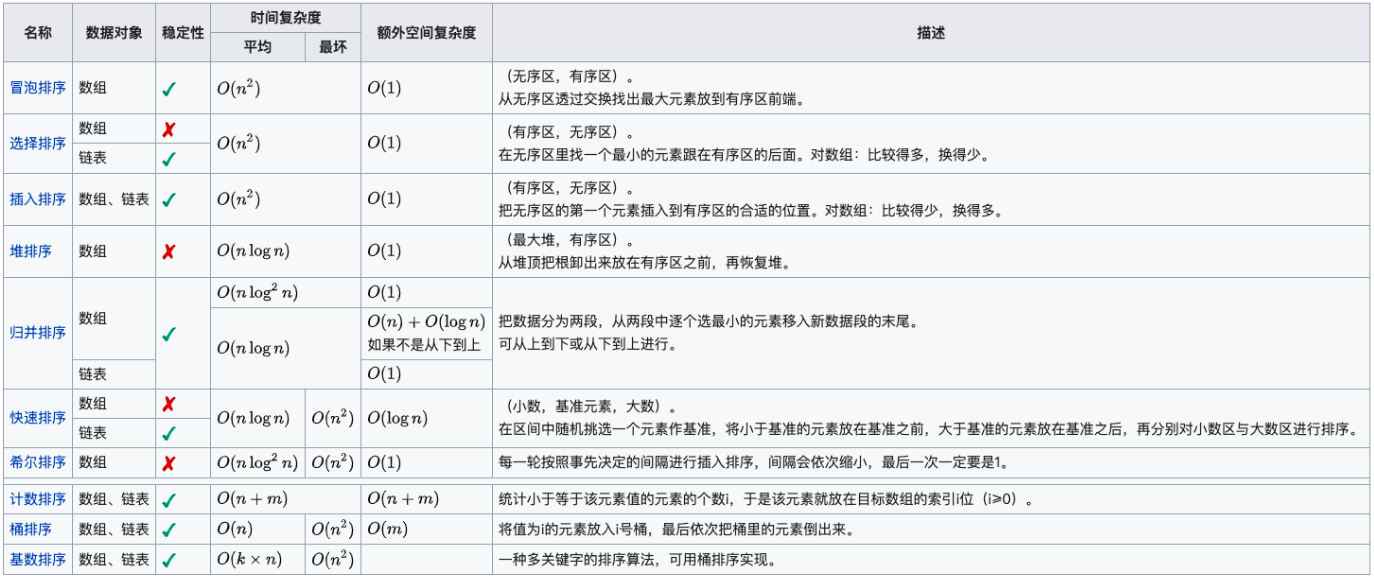 名称 数据对象 稳定性 时间复杂度 额外空间复杂度 描述
平均 最坏
冒泡排序 数组 ✓ O(n²) O(1) （无序区，有序区）。
从无序区透过交换找出最大元素放到有序区前端。
选择排序 数组 ✗ O(n²) O(1) （有序区，无序区）。
链表 ✓ 在无序区里找一个最小的元素跟在有序区的后面。对数组：比较得多，换得少。
插入排序 数组、链表 ✓ O(n²) O(1) （有序区，无序区）。
把无序区的第一个元素插入到有序区的合适的位置。对数组：比较得少，换得多。
堆排序 数组 ✗ O(n log n) O(1) （最大堆，有序区）。
从堆顶把根卸出来放在有序区之前，再恢复堆。
归并排序 数组 ✓ O(n log² n) O(1) 把数据分为两段，从两段中逐个选最小的元素移入新数据段的末尾。
O(n log n) O(n) + O(log n) 可从上到下或从下到上进行。
如果不是从下到上
链表 O(1)
快速排序 数组 ✗ O(n log n) O(n²) O(log n) （小数，基准元素，大数）。
链表 ✓ 在区间中随机挑选一个元素作基准，将小于基准的元素放在基准之前，大于基准的元素放在基准之后，再分别对小数区与大数区进行排序。
希尔排序 数组 ✗ O(n log² n) O(n²) O(1) 每一轮按照事先决定的间隔进行插入排序，间隔会依次缩小，最后一次一定要是1。
计数排序 数组、链表 ✓ O(n + m) O(n + m) 统计小于等于该元素值的元素的个数i，于是该元素就放在目标数组的索引i位（i⩾0）。
桶排序 数组、链表 ✓ O(n) O(n²) O(m) 将值为i的元素放入i号桶，最后依次把桶里的元素倒出来。
基数排序 数组、链表 ✓ O(k × n) O(n²) 一种多关键字的排序算法，可用桶排序实现。